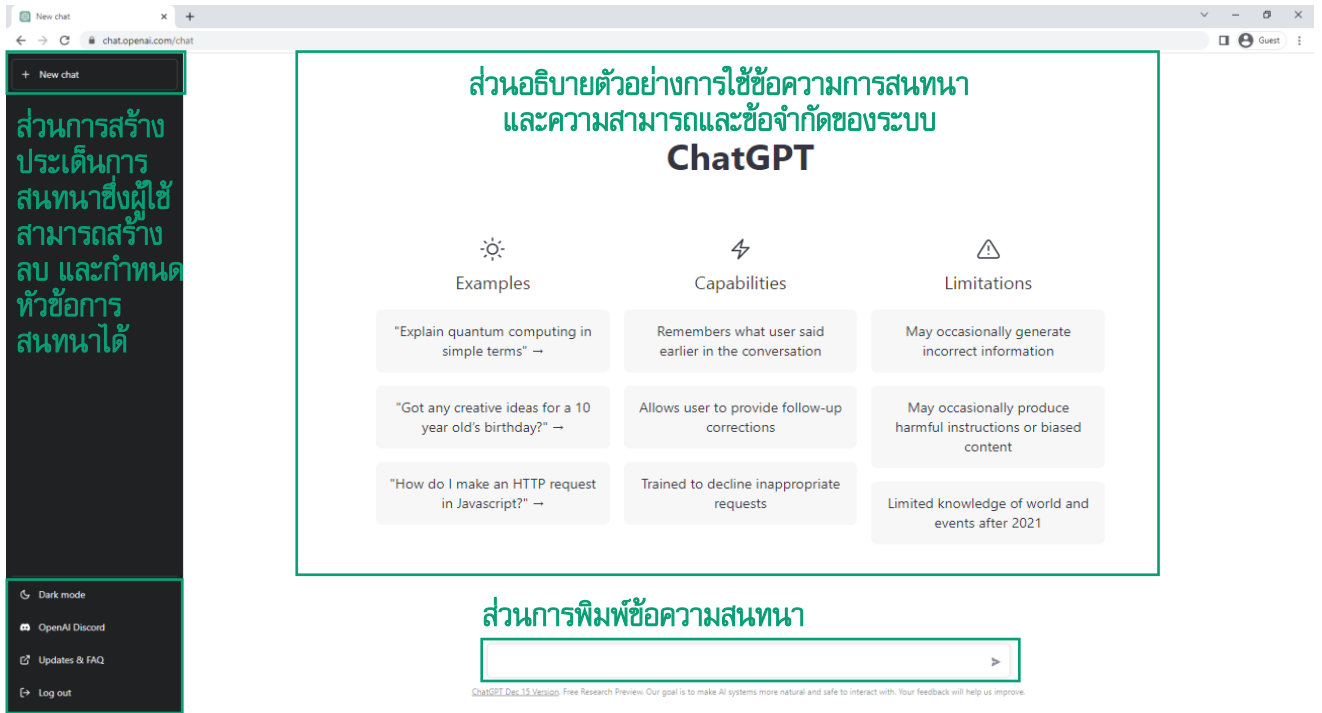 New chat
chat.openai.com/chat
Guest
+ New chat
ส่วนการสร้าง
ประเด็นการ
สนทนาซึ่งผู้ใช้
สามารถสร้าง
ลบ และกำหนด
หัวข้อการ
สนทนาได้
Dark mode
OpenAI Discord
Updates & FAQ
Log out
ส่วนอธิบายตัวอย่างการใช้ข้อความการสนทนา
และความสามารถและข้อจำกัดของระบบ
ChatGPT
Examples
"Explain quantum computing in
simple terms" →
"Got any creative ideas for a 10
year old's birthday?" →
"How do I make an HTTP request
in Javascript?" →
Capabilities
Remembers what user said
earlier in the conversation
Allows user to provide follow-up
corrections
Trained to decline inappropriate
requests
Limitations
May occasionally generate
incorrect information
May occasionally produce
harmful instructions or biased
content
Limited knowledge of world and
events after 2021
ส่วนการพิมพ์ข้อความสนทนา
ChatGPT Dec 15 Version. Free Research Preview. Our goal is to make AI systems more natural and safe to interact with. Your feedback will help us improve.